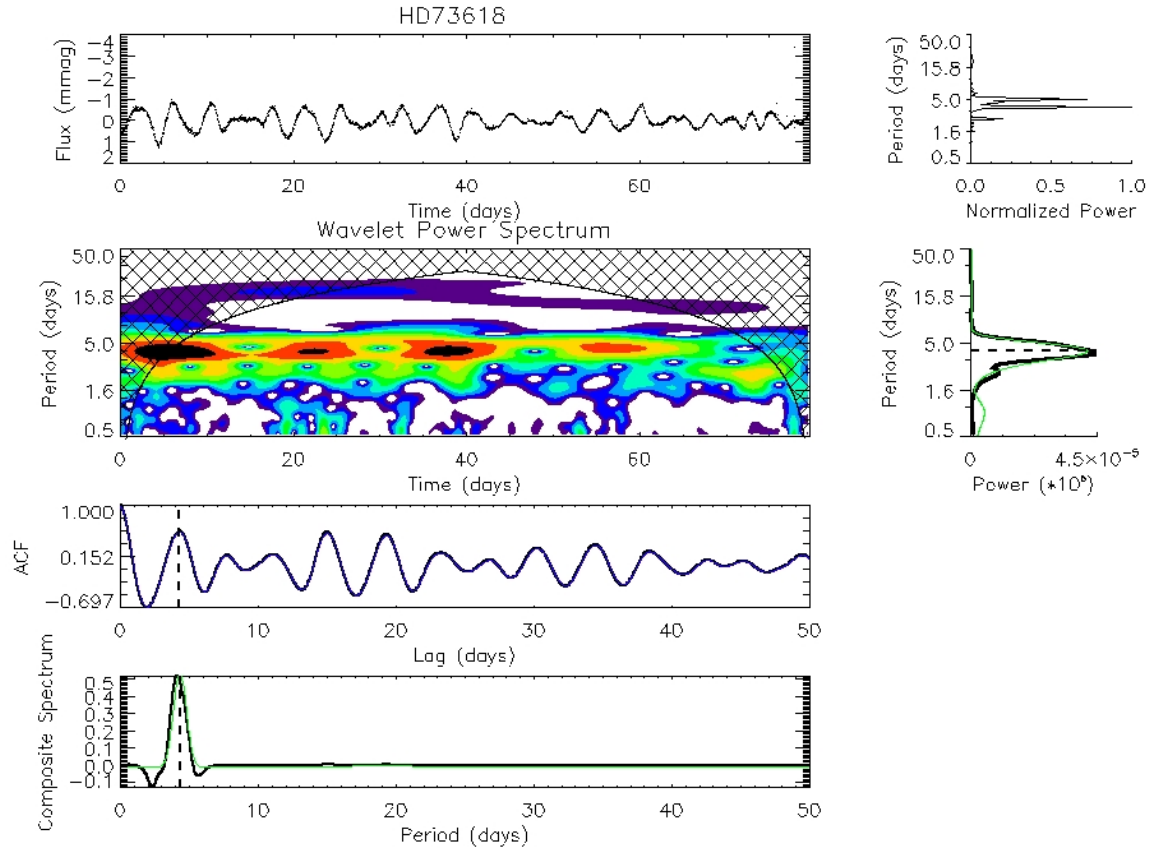 HD73618
Flux (mmag)
−4
−3
−2
−1
0
1
2
0 20 40 60
Time (days)
Period (days)
50.0
15.8
5.0
1.6
0.5
0.0 0.5 1.0
Normalized Power
Wavelet Power Spectrum
Period (days)
50.0
15.8
5.0
1.6
0.5
0 20 40 60
Time (days)
Period (days)
50.0
15.8
5.0
1.6
0.5
0 4.5×10⁻⁵
Power (*10⁶)
ACF
1.000
0.152
−0.697
0 10 20 30 40 50
Lag (days)
Composite Spectrum
0.5
0.4
0.3
0.2
0.1
0.0
−0.1
0 10 20 30 40 50
Period (days)